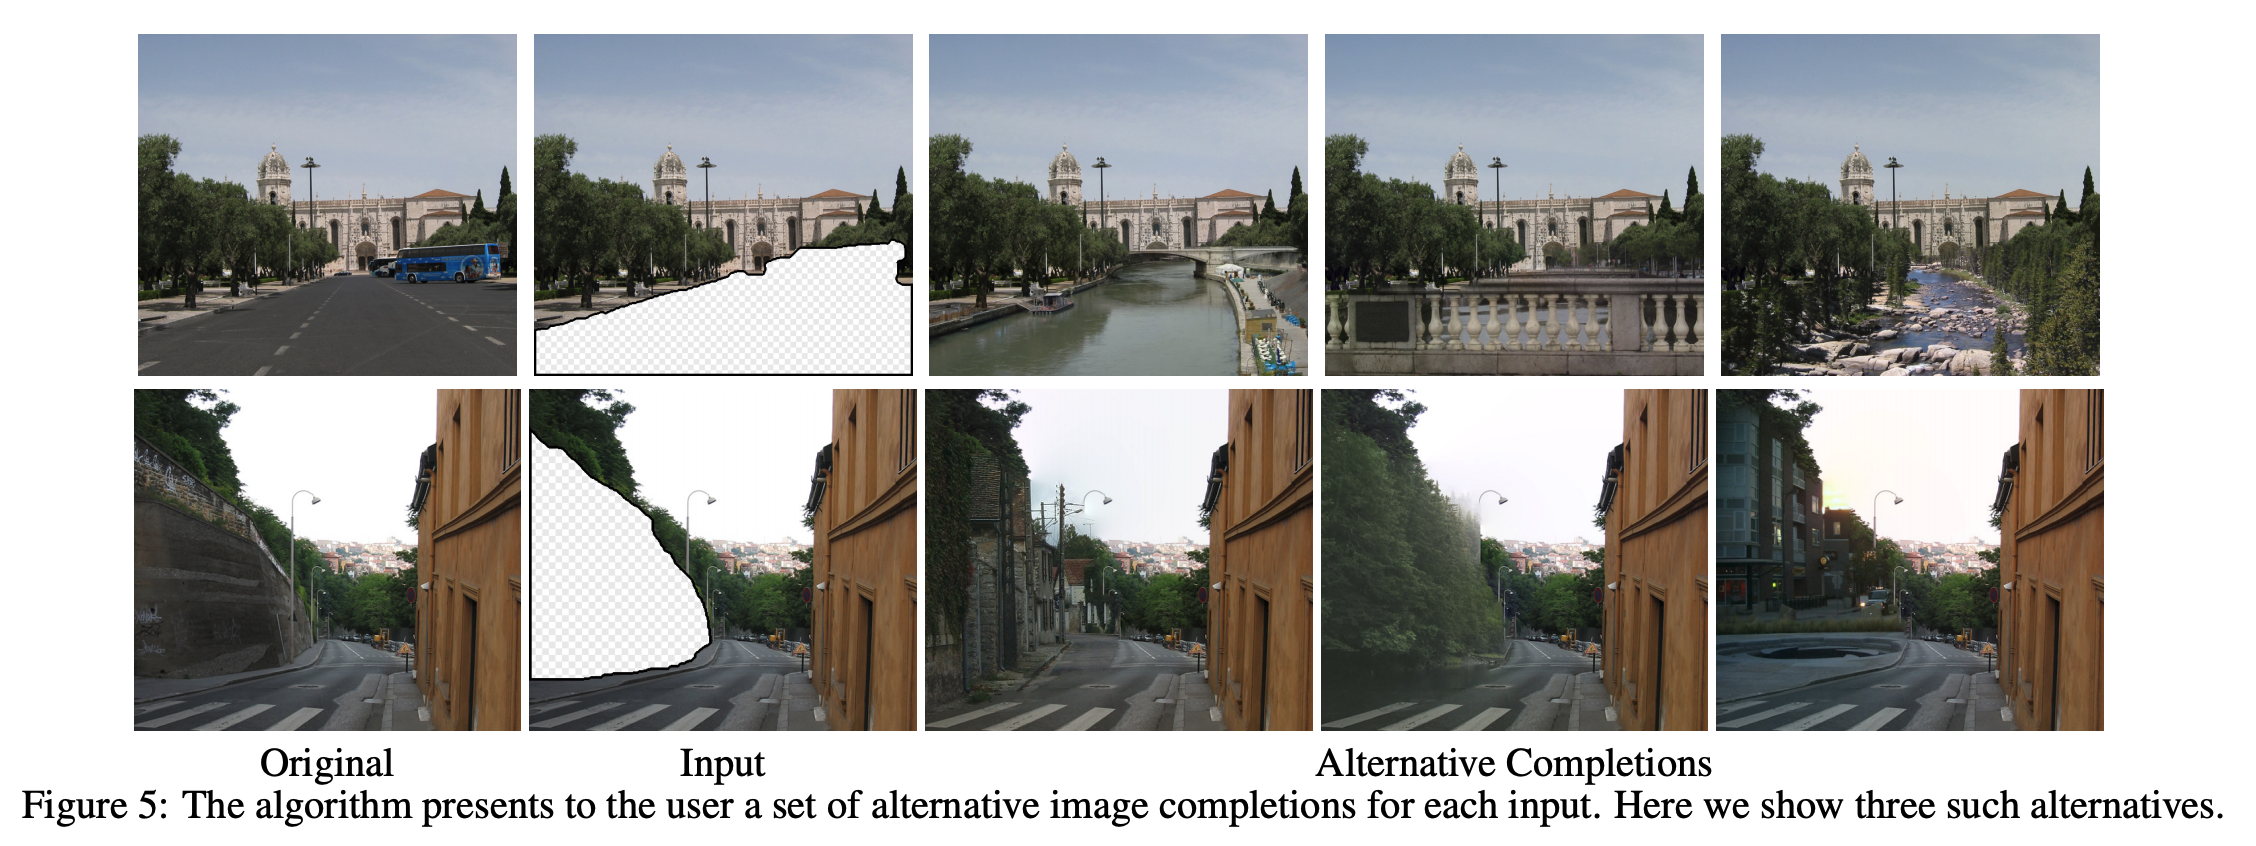 Original Input Alternative Completions
Figure 5: The algorithm presents to the user a set of alternative image completions for each input. Here we show three such alternatives.